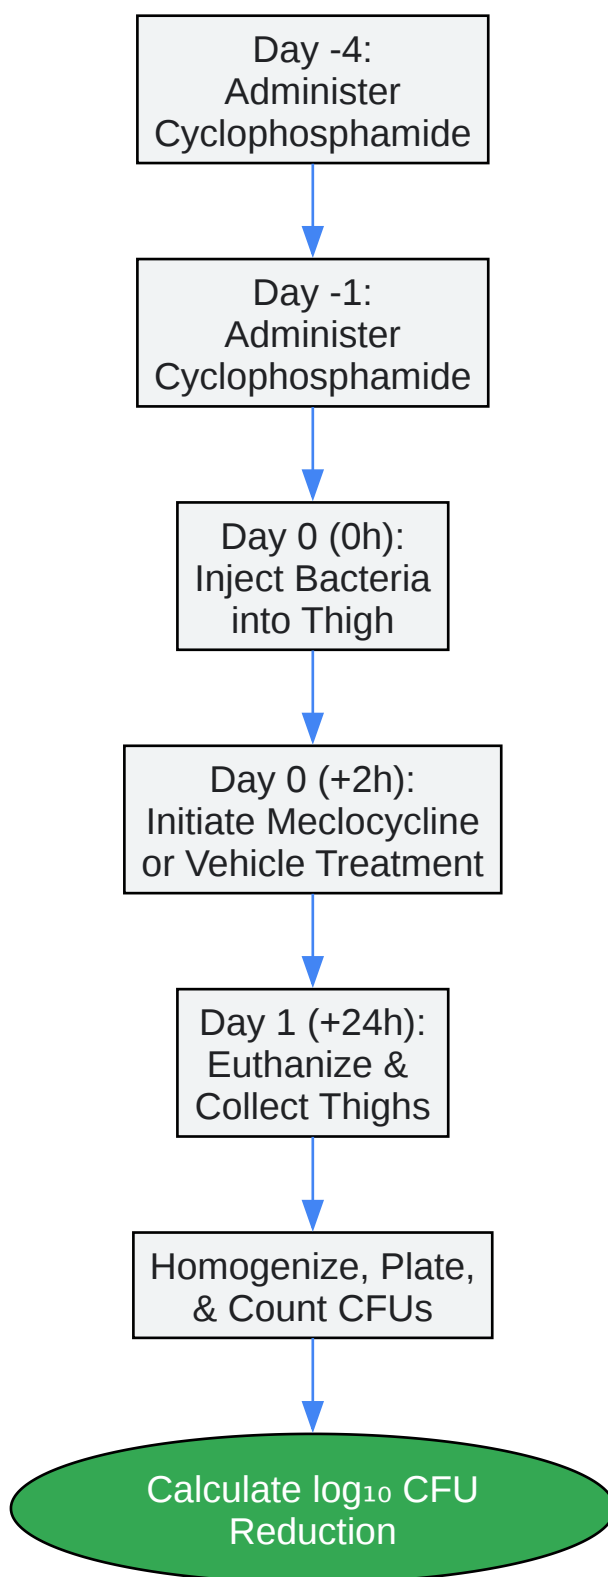 Day -4:
Administer
Cyclophosphamide
Day -1:
Administer
Cyclophosphamide
Day 0 (0h):
Inject Bacteria
into Thigh
Day 0 (+2h):
Initiate Meclocycline
or Vehicle Treatment
Day 1 (+24h):
Euthanize &
Collect Thighs
Homogenize, Plate,
& Count CFUs
Calculate log₁₀ CFU
Reduction